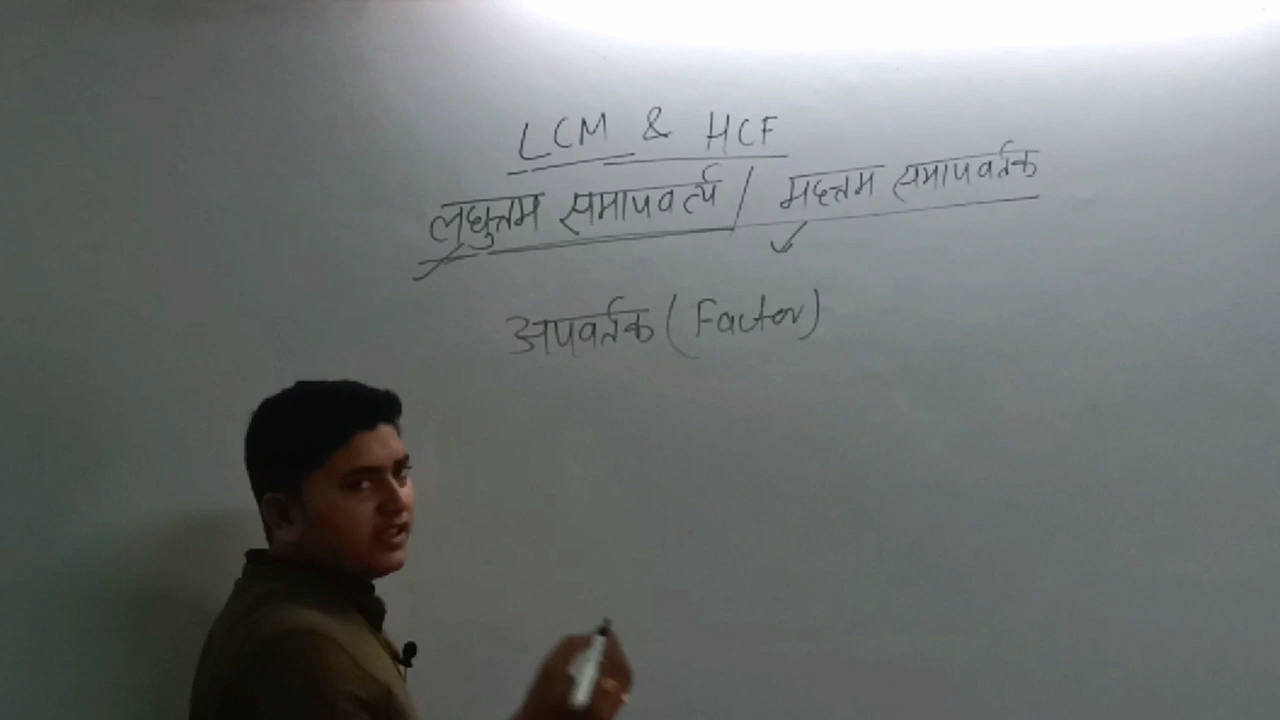 LCM & HCF
लघुत्तम समापवर्त्य / महत्तम समापवर्तक
अपवर्तक (Factor)